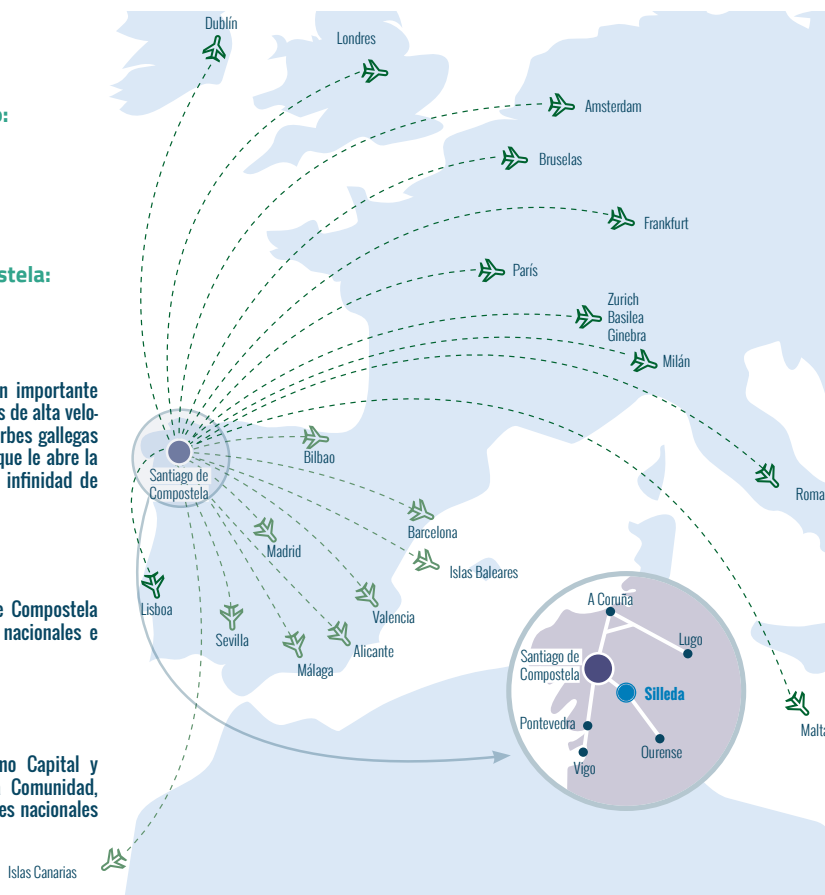 Dublín
Londres
o:
Amsterdam
Bruselas
Frankfurt
stela:
París
Zurich
Basilea
Ginebra
Milán
n importante
s de alta velo-
rbes gallegas
que le abre la
infinidad de
Bilbao
Santiago de
Compostela
Roma
Barcelona
Madrid
Islas Baleares
e Compostela
nacionales e
Lisboa
Valencia
Sevilla
Alicante
Málaga
A Coruña
Lugo
Santiago de
Compostela
Silleda
Pontevedra
Ourense
Vigo
Malta
mo Capital y
Comunidad,
es nacionales
Islas Canarias